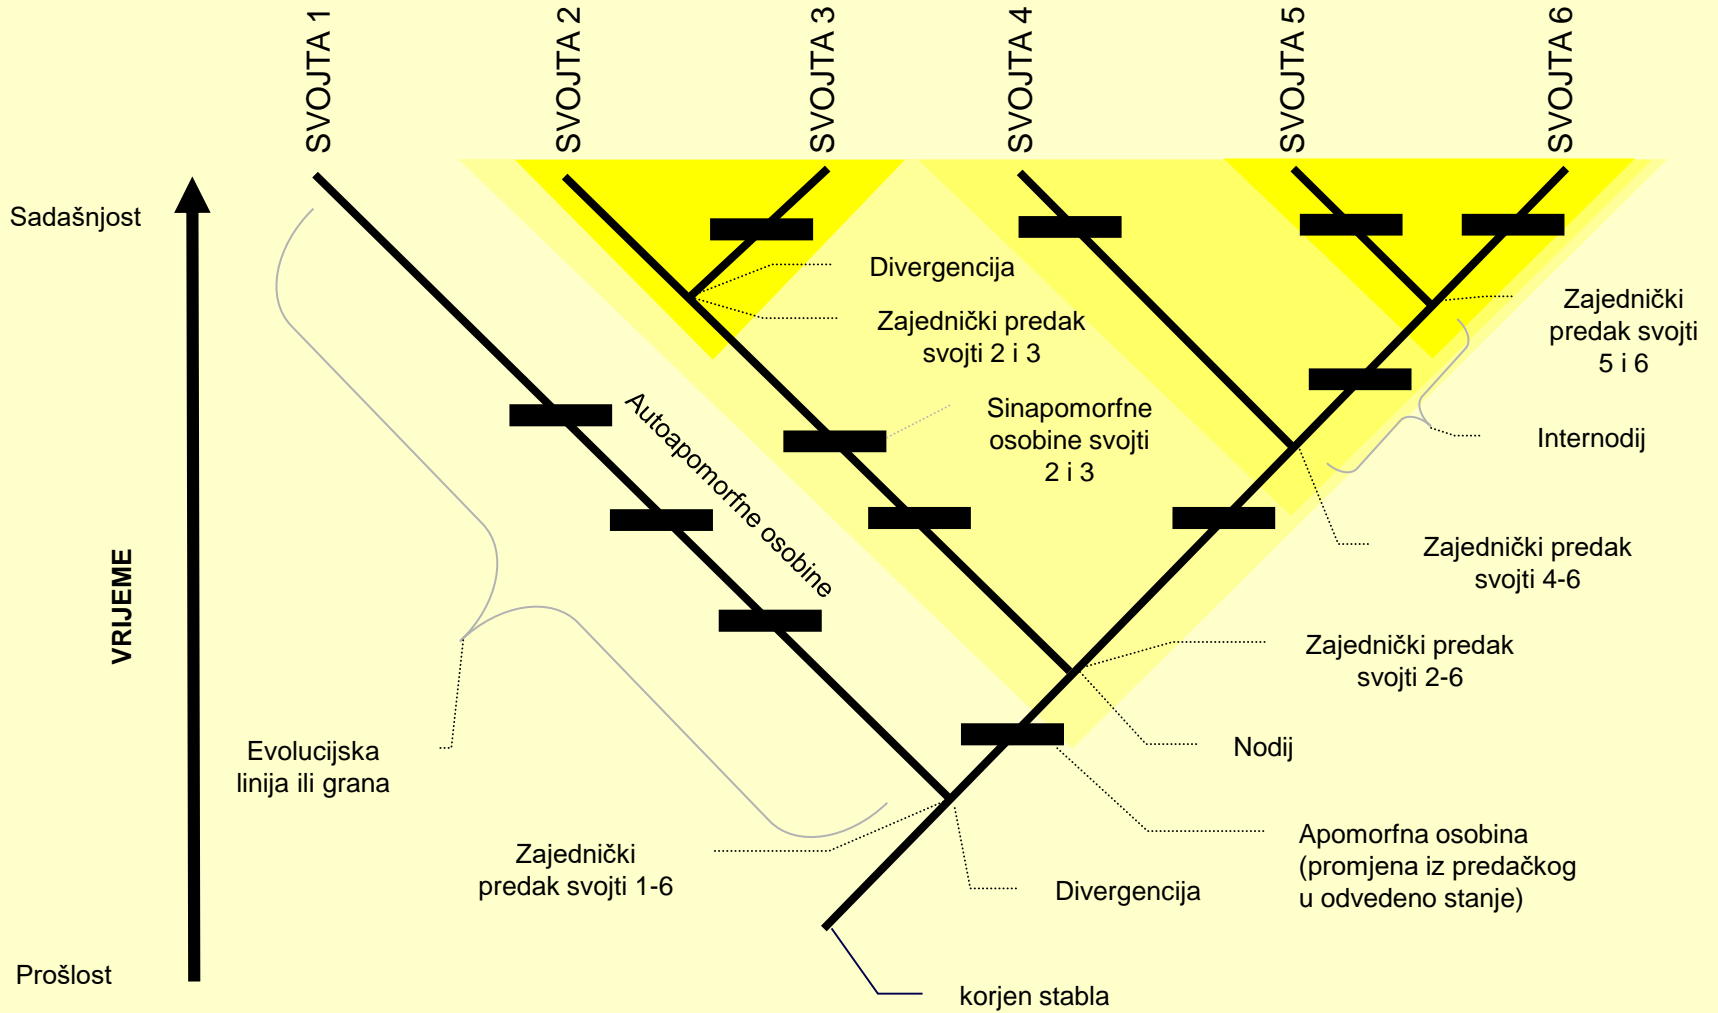 SVOJTA 1
SVOJTA 2
SVOJTA 3
SVOJTA 4
SVOJTA 5
SVOJTA 6
Sadašnjost
VRIJEME
Prošlost
Divergencija
Zajednički predak
svojti 2 i 3
Zajednički
predak svojti
5 i 6
Autoapomorfne osobine
Sinapomorfne
osobine svojti
2 i 3
Internodij
Zajednički predak
svojti 4-6
Zajednički predak
svojti 2-6
Nodij
Evolucijska
linija ili grana
Zajednički
predak svojti 1-6
Divergencija
Apomorfna osobina
(promjena iz predačkog
u odvedeno stanje)
korjen stabla